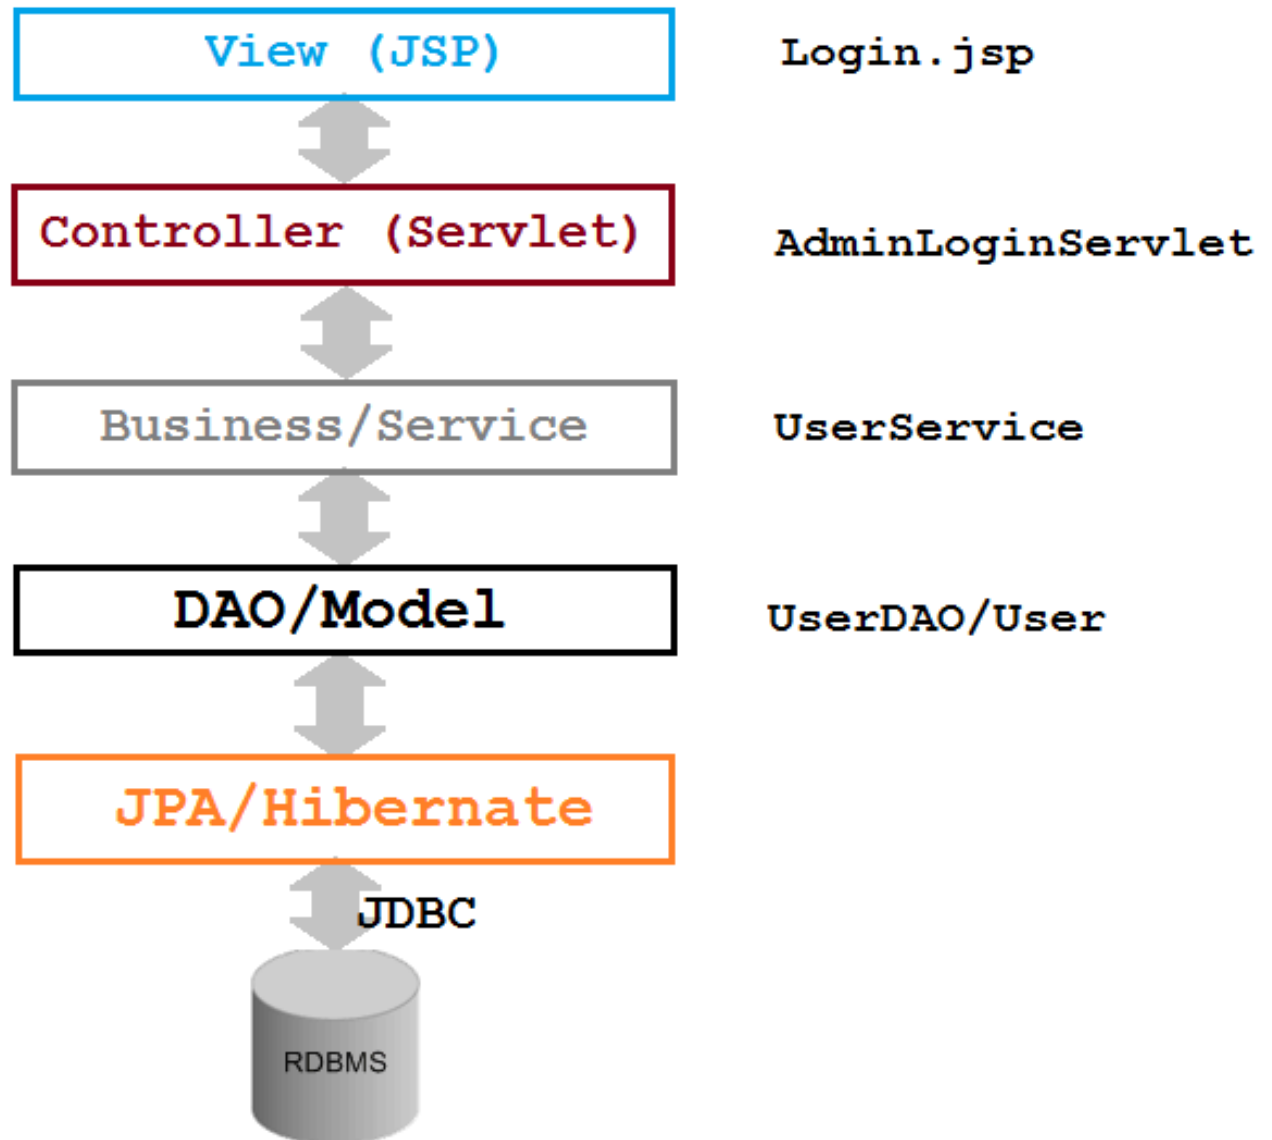 View (JSP)
Login.jsp
Controller (Servlet)
AdminLoginServlet
Business/Service
UserService
DAO/Model
UserDAO/User
JPA/Hibernate
JDBC
RDBMS